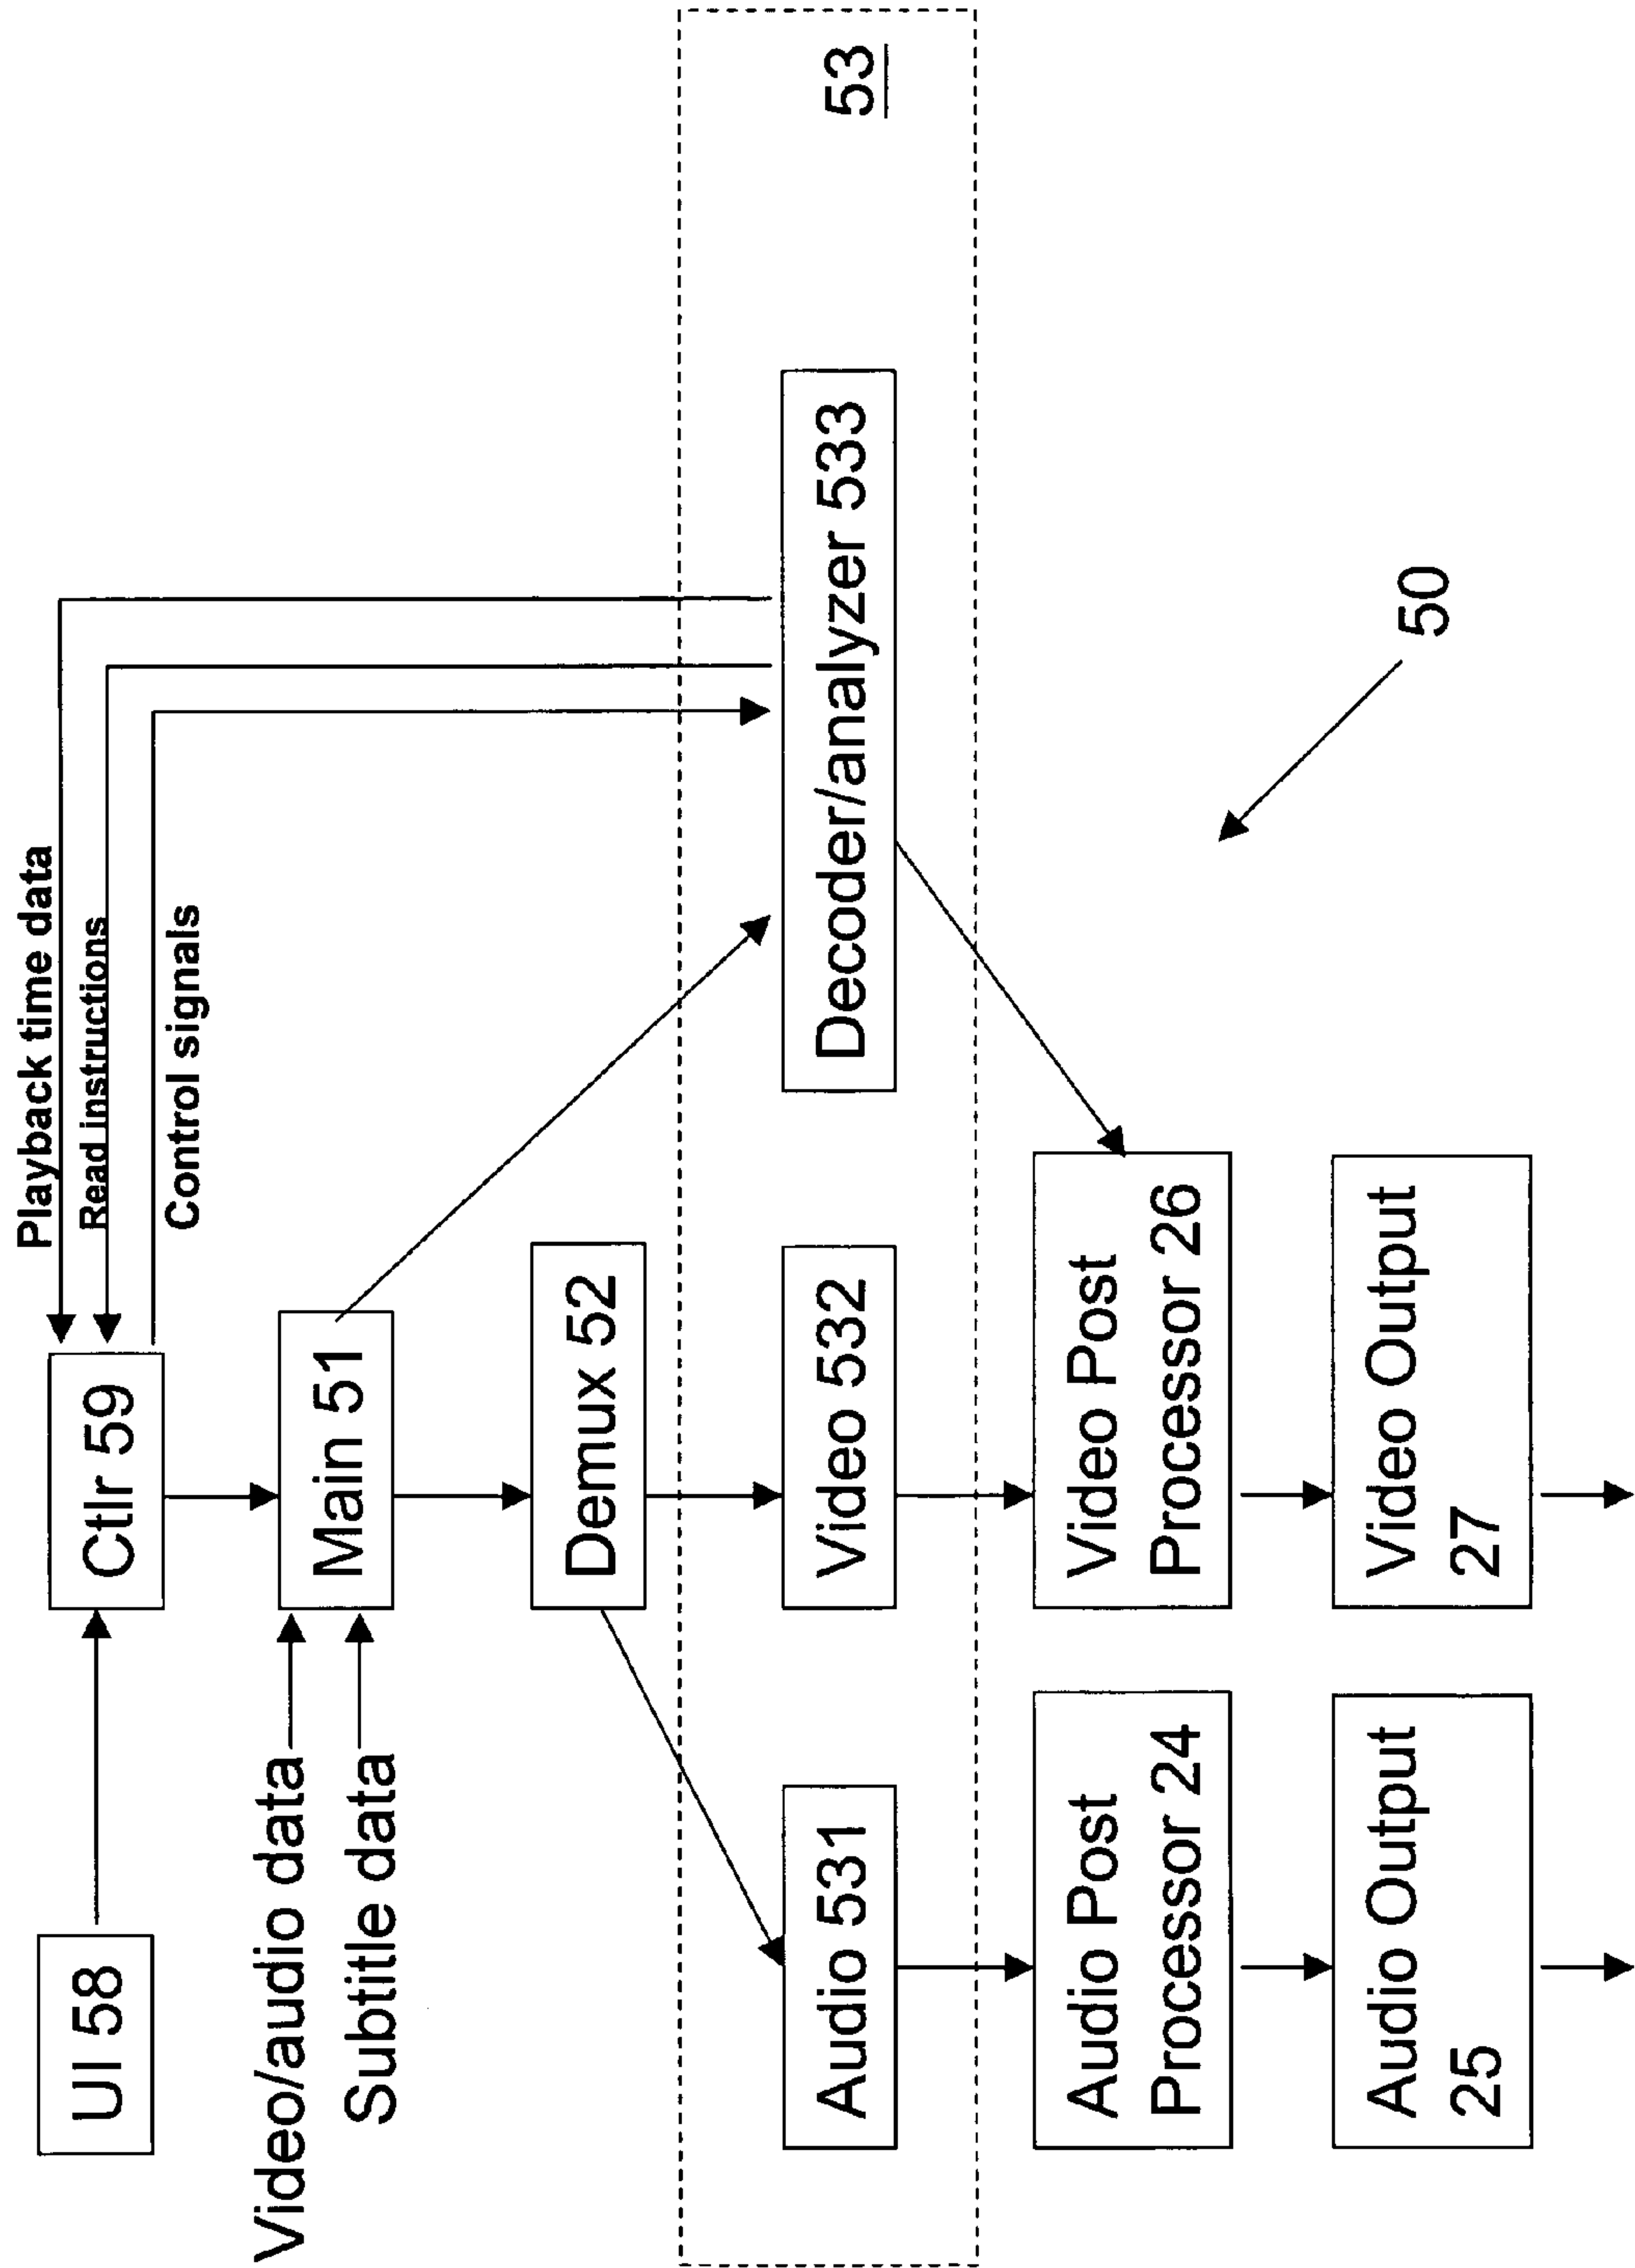 Playback time data
Read instructions
Control signals
UI 58
Ctlr 59
Video/audio data
Subtitle data
Main 51
Demux 52
53
Audio 531
Video 532
Decoder/analyzer 533
Audio Post
Processor 24
Video Post
Processor 26
50
Audio Output
25
Video Output
27